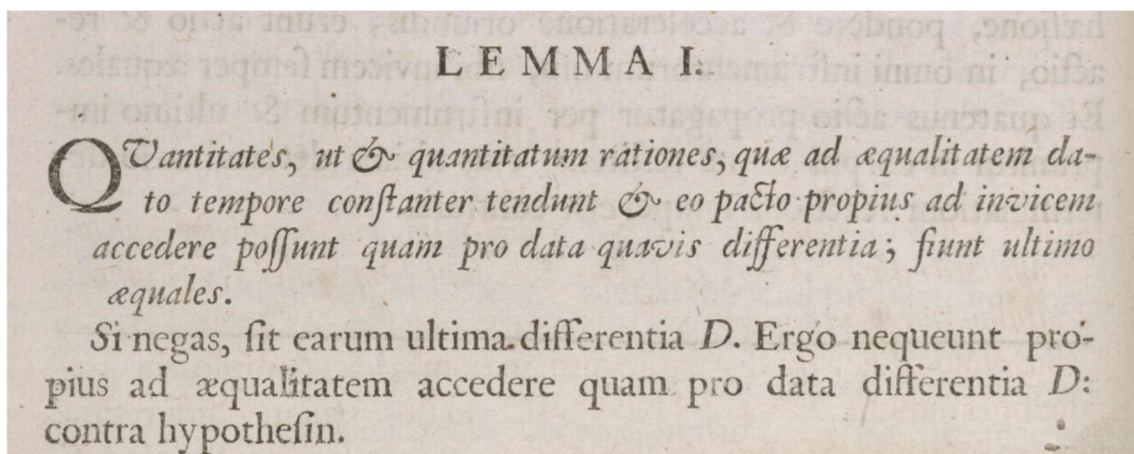 LEMMA I.
QVantitates, ut & quantitatum rationes, quæ ad æqualitatem da-
to tempore conſtanter tendunt & eo pacto propius ad invicem
accedere poſſunt quam pro data quavis differentia; fiunt ultimo
æquales.
Si negas, ſit earum ultima differentia D. Ergo nequeunt pro-
pius ad æqualitatem accedere quam pro data differentia D:
contra hypotheſin.